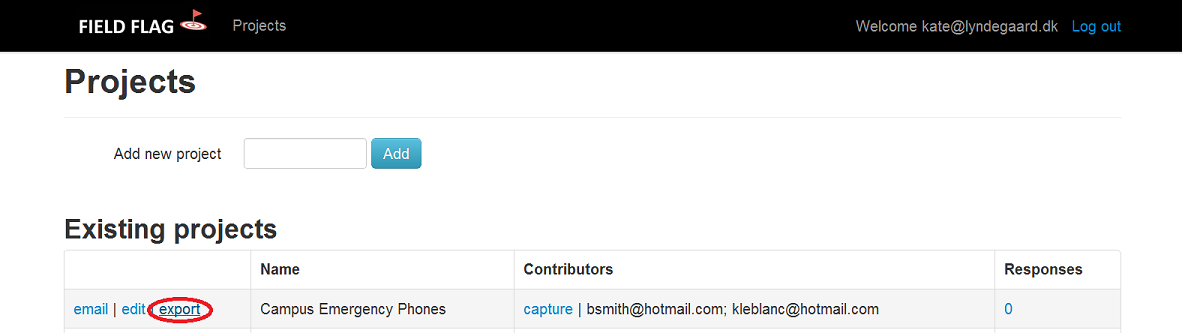 FIELD FLAG Projects Welcome kate@lyndegaard.dk Log out
Projects
Add new project Add
Existing projects
Name Contributors Responses
email | edit | export Campus Emergency Phones capture | bsmith@hotmail.com; kleblanc@hotmail.com 0